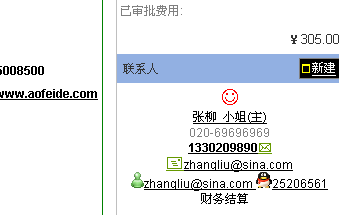 已审批费用:
¥ 305.00
5008500
联系人 新建
www.aofeide.com
张柳 小姐(主)
020-69696969
1330209890
zhangliu@sina.com
zhangliu@sina.com 25206561
财务结算